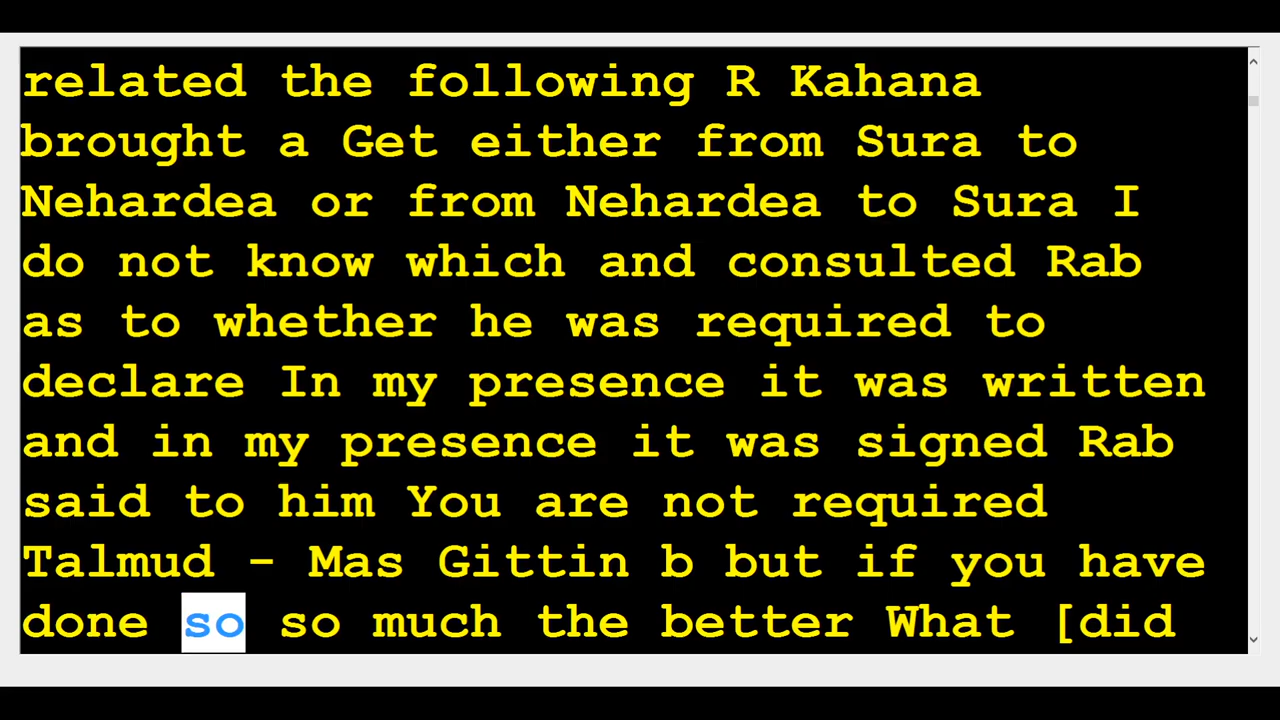 related the following R Kahana
brought a Get either from Sura to
Nehardea or from Nehardea to Sura I
do not know which and consulted Rab
as to whether he was required to
declare In my presence it was written
and in my presence it was signed Rab
said to him You are not required
Talmud - Mas Gittin b but if you have
done so so much the better What [did